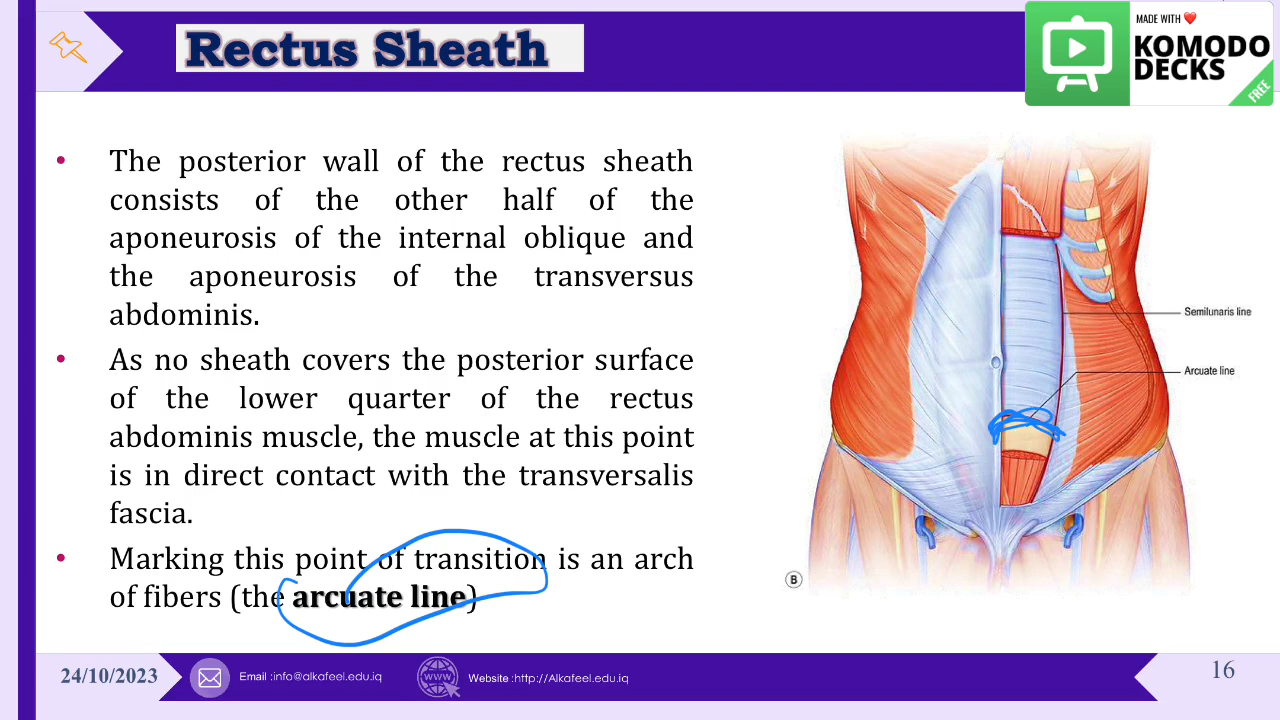 Rectus Sheath
MADE WITH ❤️
KOMODO
DECKS
FREE
• The posterior wall of the rectus sheath
consists of the other half of the
aponeurosis of the internal oblique and
the aponeurosis of the transversus
abdominis.
• As no sheath covers the posterior surface
of the lower quarter of the rectus
abdominis muscle, the muscle at this point
is in direct contact with the transversalis
fascia.
• Marking this point of transition is an arch
of fibers (the arcuate line)
Semilunaris line
Arcuate line
B
24/10/2023
Email :info@alkafeel.edu.iq
WWW
Website :http://Alkafeel.edu.iq
16